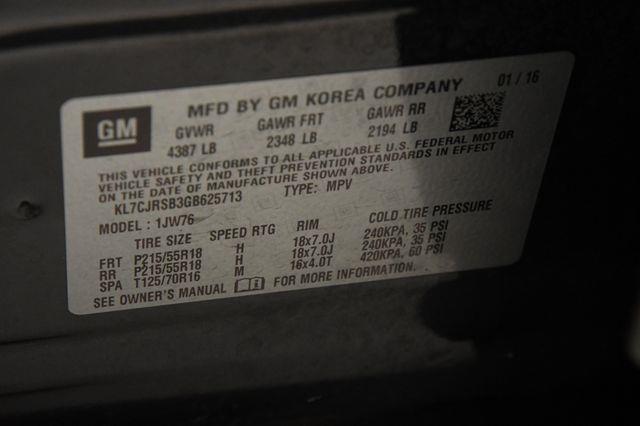 GM
MFD BY GM KOREA COMPANY 01 / 16
GVWR GAWR FRT GAWR RR
4387 LB 2348 LB 2194 LB
THIS VEHICLE CONFORMS TO ALL APPLICABLE U.S. FEDERAL MOTOR
VEHICLE SAFETY AND THEFT PREVENTION STANDARDS IN EFFECT
ON THE DATE OF MANUFACTURE SHOWN ABOVE.
KL7CJRSB3GB625713 TYPE: MPV
MODEL : 1JW76
TIRE SIZE SPEED RTG RIM COLD TIRE PRESSURE
FRT P215/55R18 H 18x7.0J 240KPA, 35 PSI
RR P215/55R18 H 18x7.0J 240KPA, 35 PSI
SPA T125/70R16 M 16x4.0T 420KPA, 60 PSI
SEE OWNER'S MANUAL FOR MORE INFORMATION.